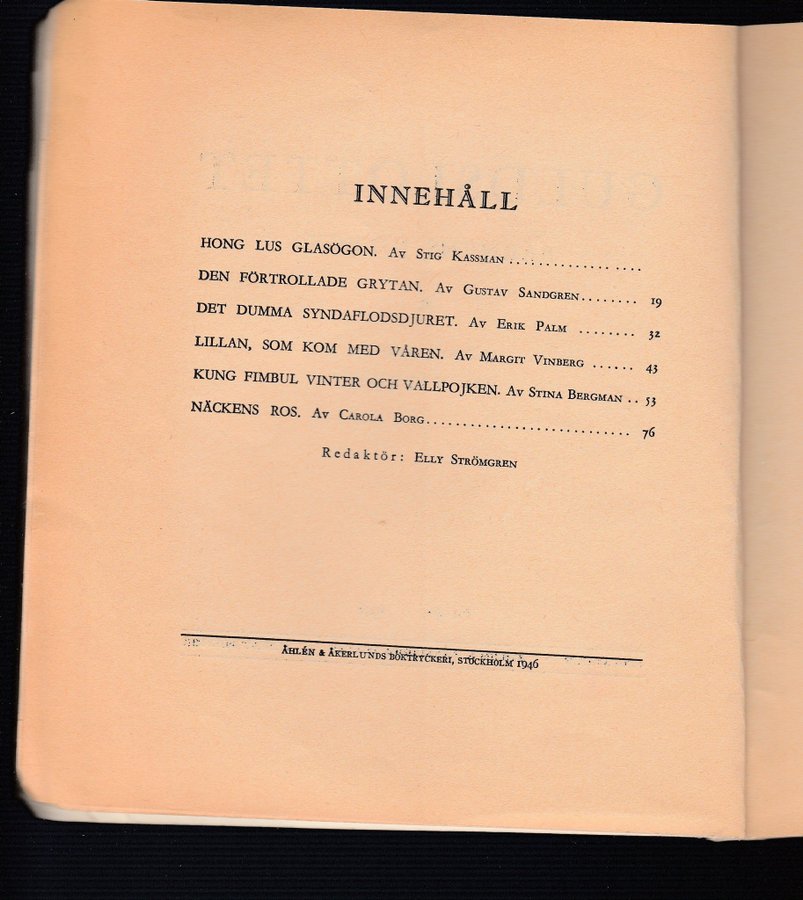 INNEHÅLL
HONG LUS GLASÖGON. Av Stig Kassman ..................
DEN FÖRTROLLADE GRYTAN. Av Gustav Sandgren........ 19
DET DUMMA SYNDAFLODSDJURET. Av Erik Palm ........ 32
LILLAN, SOM KOM MED VÅREN. Av Margit Vinberg ...... 43
KUNG FIMBUL VINTER OCH VALLPOJKEN. Av Stina Bergman .. 53
NÄCKENS ROS. Av Carola Borg............................ 76
Redaktör: Elly Strömgren
ÅHLÉN & ÅKERLUNDS BOKTRYCKERI, STOCKHOLM 1946